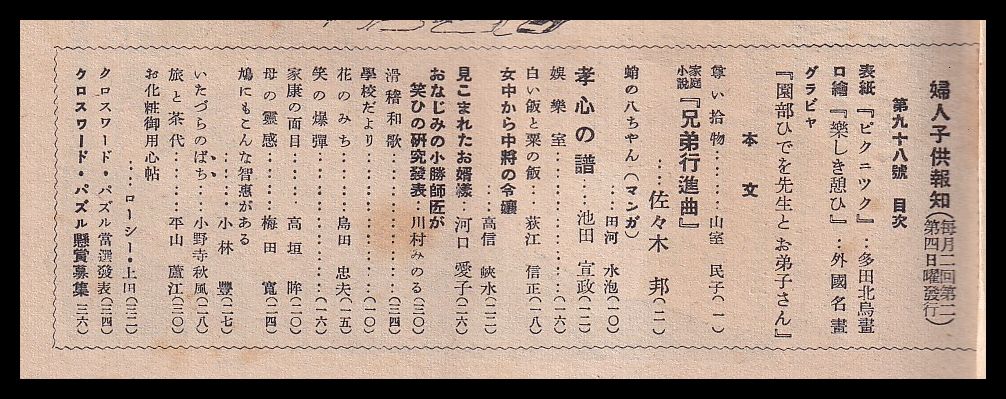 婦人子供報知(毎月二回第二第四日曜發行)
第九十八號 目次
表紙『ピクニツク』‥多田北烏畫
口繪『樂しき憩ひ』‥外國名畫
グラビヤ
『園部ひでを先生とお弟子さん』
本文
尊い拾物‥‥‥山室 民子(一)
家庭小說『兄弟行進曲』
‥‥佐々木 邦(二)
蛸の八ちやん(マンガ)
‥‥田河 水泡(一〇)
孝心の譜‥‥池田 宣政(一二)
娛樂室‥‥‥‥‥‥(一六)
白い飯と粟の飯‥‥荻江 信正(一八)
女中から中將の令孃
‥‥高信 峽水(二二)
見こまれたお婿樣‥河口 愛子(二六)
おなじみの小勝師匠が
笑ひの硏究發表‥川村みのる(三〇)
滑稽和歌‥‥‥‥‥‥(三四)
學校だより‥‥‥‥‥‥(一〇)
花のみち‥‥‥島田 忠夫(一五)
笑の爆彈‥‥‥‥‥‥(一六)
家康の面目‥‥高垣 眸(二〇)
母の靈感‥‥‥梅田 寬(二四)
鳩にもこんな智惠がある
‥‥‥小林 豐(二七)
いたづらのばち‥‥小野寺秋風(二八)
旅と茶代‥‥‥平山 蘆江(三〇)
お化粧御用心帖
‥‥ローシー・上田(三二)
クロスワード・パズル當選發表(三四)
クロスワード・パズル懸賞募集(三六)